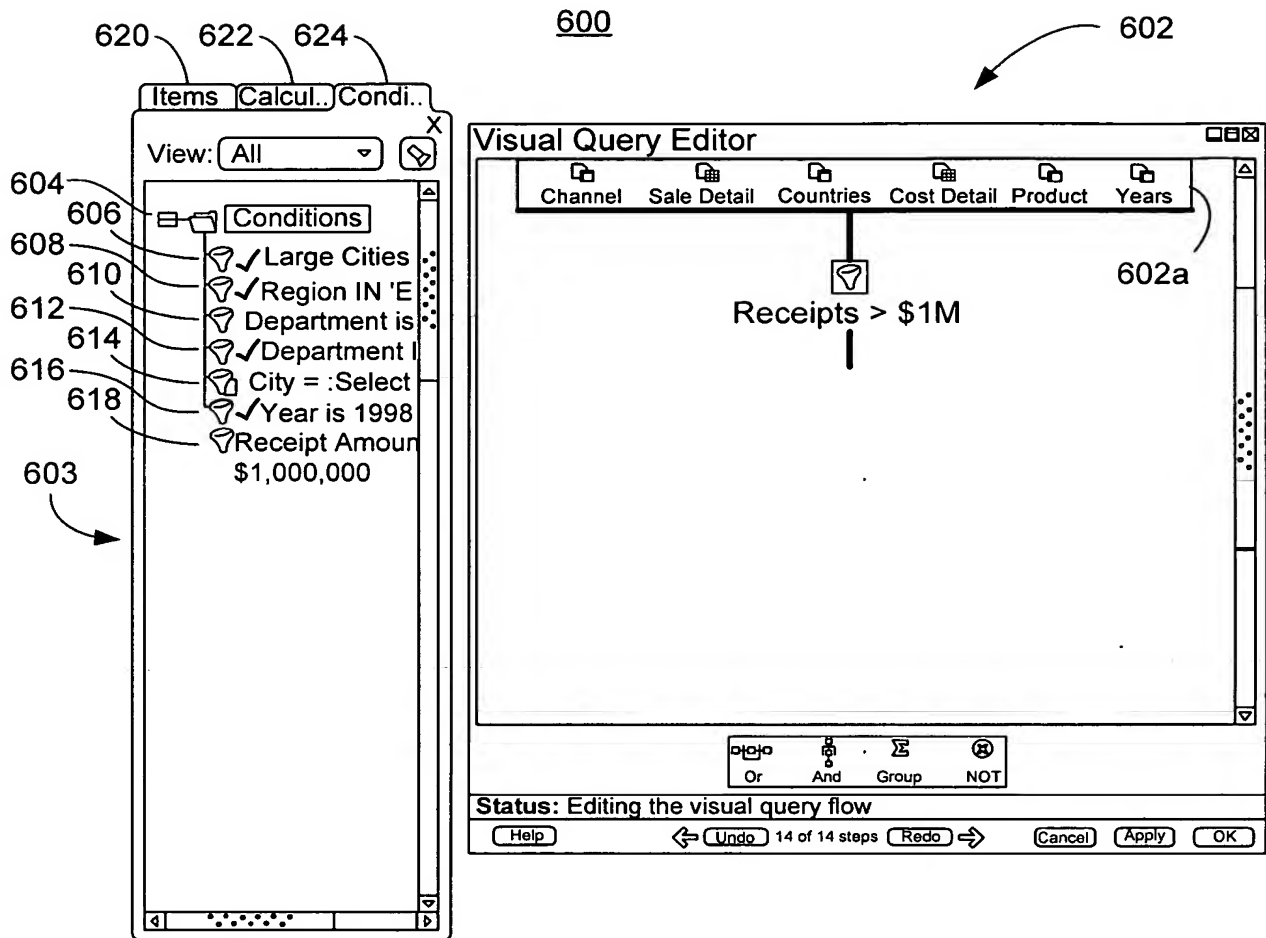 600
602
620 622 624
Items Calcul.. Condi..
X
View: All
604
606
608
610
612
614
616
618
603
Conditions
Large Cities
Region IN 'E
Department is
Department I
City = :Select
Year is 1998
Receipt Amoun
$1,000,000
Visual Query Editor
Channel Sale Detail Countries Cost Detail Product Years
602a
Receipts > $1M
Or And Group NOT
Status: Editing the visual query flow
Help Undo 14 of 14 steps Redo Cancel Apply OK